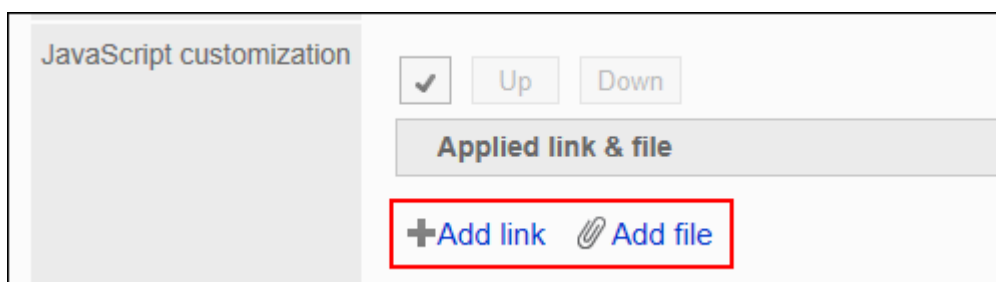 JavaScript customization
Up Down
Applied link & file
Add link Add file